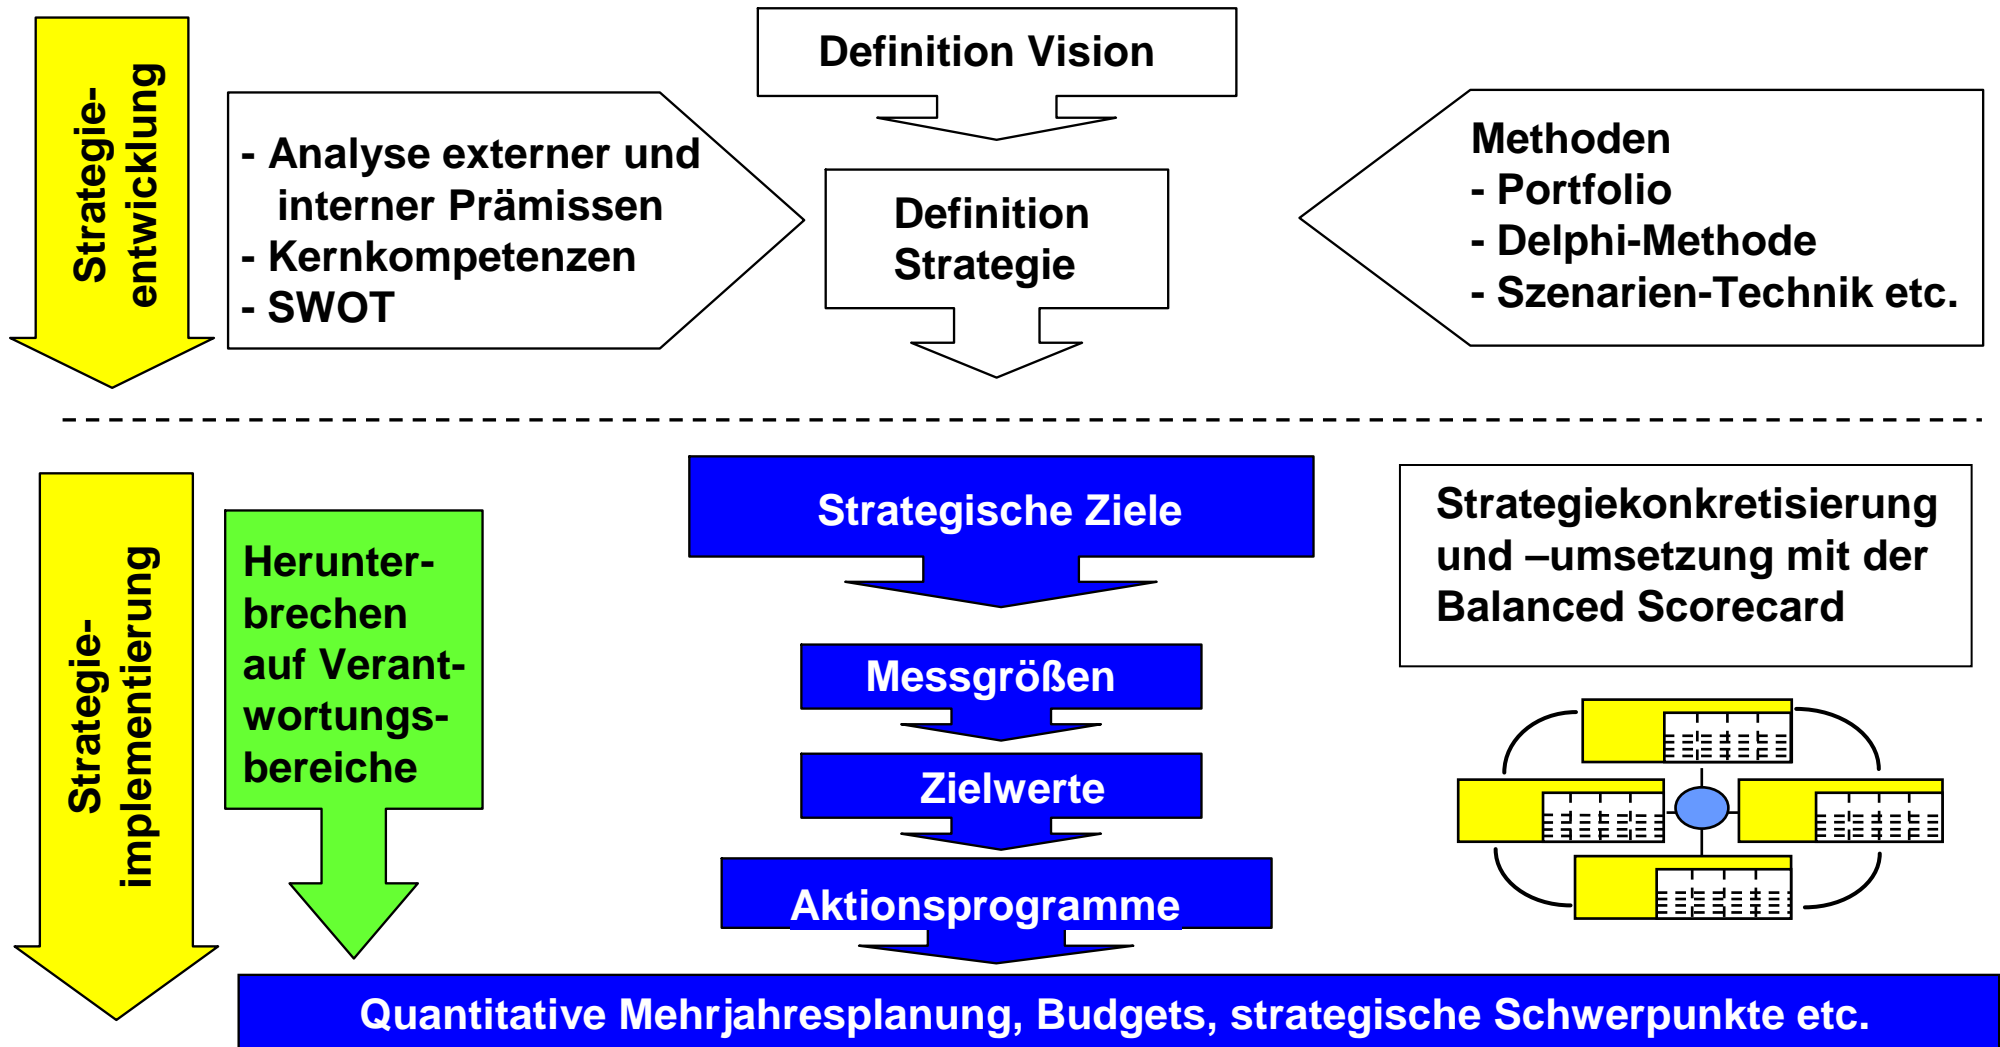 Strategie-
entwicklung
Definition Vision
- Analyse externer und
interner Prämissen
- Kernkompetenzen
- SWOT
Definition
Strategie
Methoden
- Portfolio
- Delphi-Methode
- Szenarien-Technik etc.
Strategie-
implementierung
Herunter-
brechen
auf Verant-
wortungs-
bereiche
Strategische Ziele
Messgrößen
Zielwerte
Aktionsprogramme
Strategiekonkretisierung
und –umsetzung mit der
Balanced Scorecard
Quantitative Mehrjahresplanung, Budgets, strategische Schwerpunkte etc.